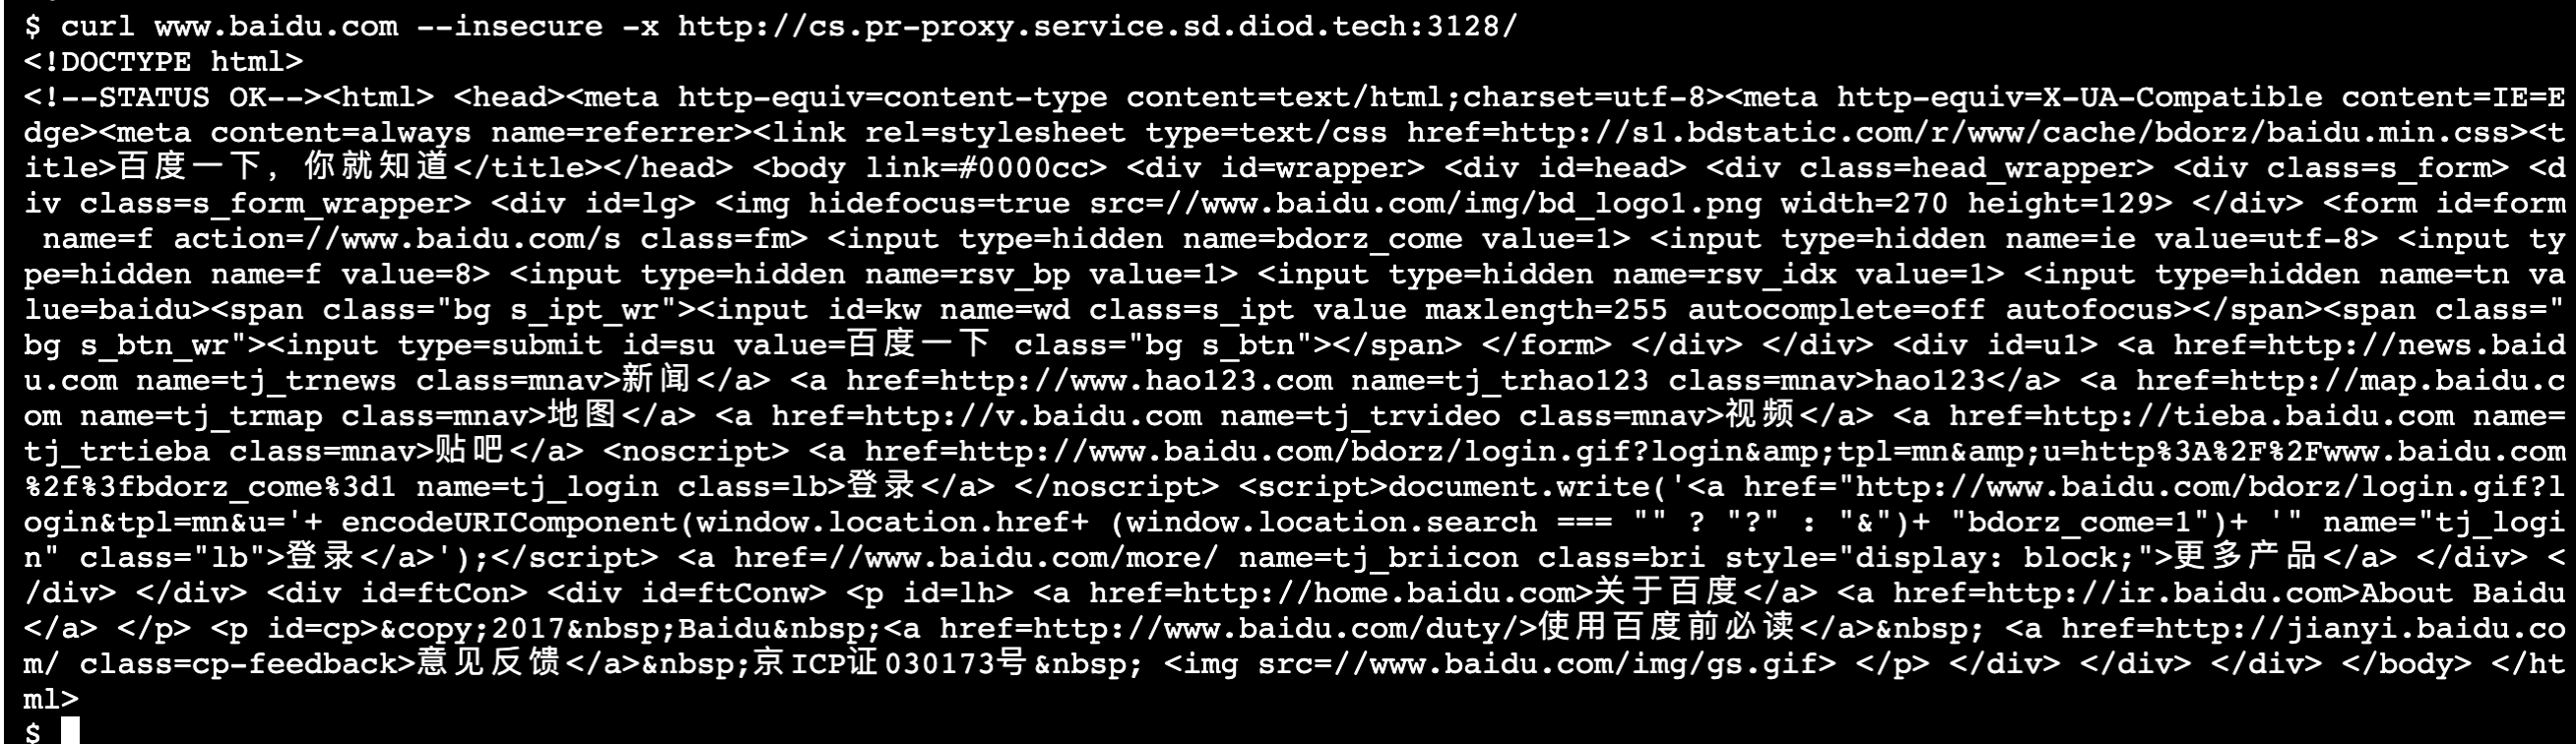 $ curl www.baidu.com --insecure -x http://cs.pr-proxy.service.sd.diod.tech:3128/
<!DOCTYPE html>
<!--STATUS OK--><html> <head><meta http-equiv=content-type content=text/html;charset=utf-8><meta http-equiv=X-UA-Compatible content=IE=E
dge><meta content=always name=referrer><link rel=stylesheet type=text/css href=http://s1.bdstatic.com/r/www/cache/bdorz/baidu.min.css><t
itle>百度一下，你就知道</title></head> <body link=#0000cc> <div id=wrapper> <div id=head> <div class=head_wrapper> <div class=s_form> <d
iv class=s_form_wrapper> <div id=lg> <img hidefocus=true src=//www.baidu.com/img/bd_logo1.png width=270 height=129> </div> <form id=form
 name=f action=//www.baidu.com/s class=fm> <input type=hidden name=bdorz_come value=1> <input type=hidden name=ie value=utf-8> <input ty
pe=hidden name=f value=8> <input type=hidden name=rsv_bp value=1> <input type=hidden name=rsv_idx value=1> <input type=hidden name=tn va
lue=baidu><span class="bg s_ipt_wr"><input id=kw name=wd class=s_ipt value maxlength=255 autocomplete=off autofocus></span><span class="
bg s_btn_wr"><input type=submit id=su value=百度一下 class="bg s_btn"></span> </form> </div> </div> <div id=u1> <a href=http://news.baid
u.com name=tj_trnews class=mnav>新闻</a> <a href=http://www.hao123.com name=tj_trhao123 class=mnav>hao123</a> <a href=http://map.baidu.c
om name=tj_trmap class=mnav>地图</a> <a href=http://v.baidu.com name=tj_trvideo class=mnav>视频</a> <a href=http://tieba.baidu.com name=
tj_trtieba class=mnav>贴吧</a> <noscript> <a href=http://www.baidu.com/bdorz/login.gif?login&amp;tpl=mn&amp;u=http%3A%2F%2Fwww.baidu.com
%2f%3fbdorz_come%3d1 name=tj_login class=lb>登录</a> </noscript> <script>document.write('<a href="http://www.baidu.com/bdorz/login.gif?l
ogin&tpl=mn&u='+ encodeURIComponent(window.location.href+ (window.location.search === "" ? "?" : "&")+ "bdorz_come=1")+ '" name="tj_logi
n" class="lb">登录</a>');</script> <a href=//www.baidu.com/more/ name=tj_briicon class=bri style="display: block;">更多产品</a> </div> <
/div> </div> <div id=ftCon> <div id=ftConw> <p id=lh> <a href=http://home.baidu.com>关于百度</a> <a href=http://ir.baidu.com>About Baidu
</a> </p> <p id=cp>&copy;2017&nbsp;Baidu&nbsp;<a href=http://www.baidu.com/duty/>使用百度前必读</a>&nbsp; <a href=http://jianyi.baidu.co
m/ class=cp-feedback>意见反馈</a>&nbsp;京ICP证030173号&nbsp; <img src=//www.baidu.com/img/gs.gif> </p> </div> </div> </div> </body> </ht
ml>
$